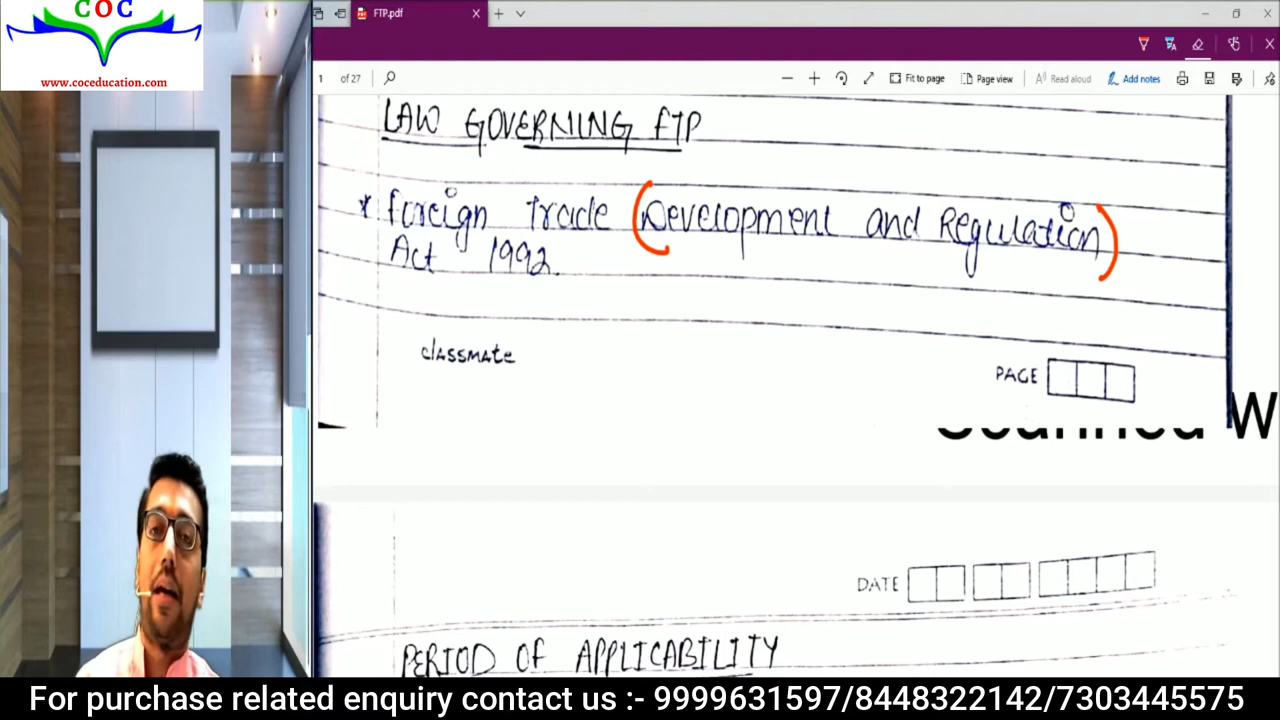 COC
www.coceducation.com
FTP.pdf
1 of 27
Fit to page
Page view
Read aloud
Add notes
LAW GOVERNING FTP
* Foreign Trade (Development and Regulation)
Act 1992.
classmate
PAGE
Scanned W
DATE
PERIOD OF APPLICABILITY
For purchase related enquiry contact us :- 9999631597/8448322142/7303445575